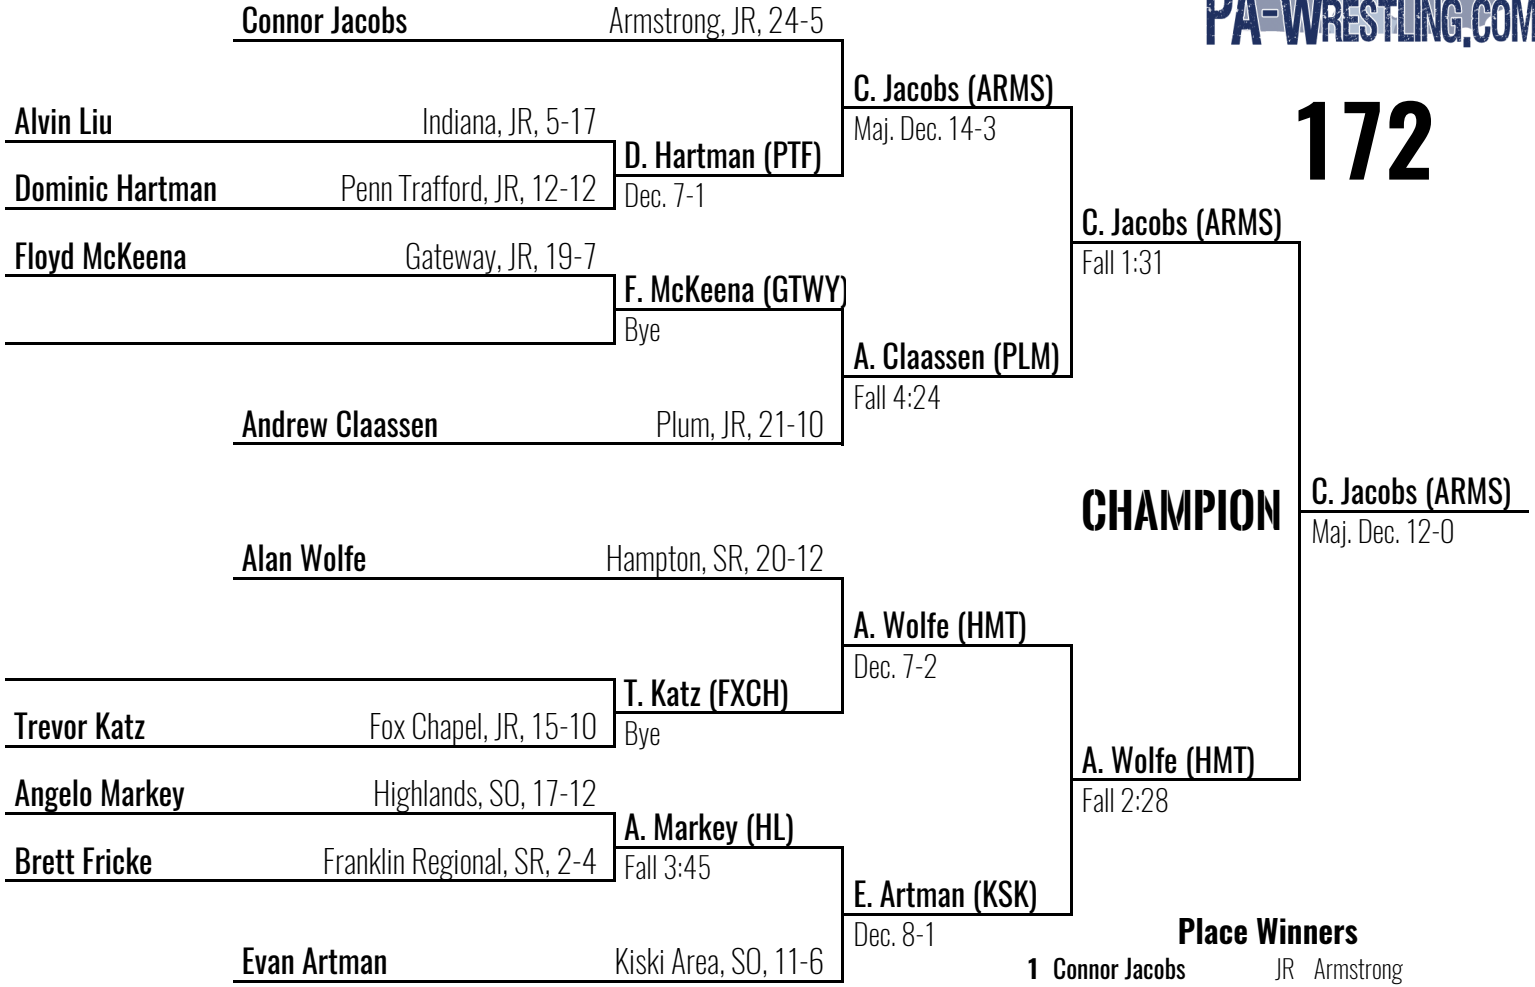 PA-WRESTLING.COM
172
Connor Jacobs Armstrong, JR, 24-5
C. Jacobs (ARMS)
Maj. Dec. 14-3
Alvin Liu Indiana, JR, 5-17
D. Hartman (PTF)
Dec. 7-1
Dominic Hartman Penn Trafford, JR, 12-12
C. Jacobs (ARMS)
Fall 1:31
Floyd McKeena Gateway, JR, 19-7
F. McKeena (GTWY)
Bye
A. Claassen (PLM)
Fall 4:24
Andrew Claassen Plum, JR, 21-10
CHAMPION
C. Jacobs (ARMS)
Maj. Dec. 12-0
Alan Wolfe Hampton, SR, 20-12
A. Wolfe (HMT)
Dec. 7-2
T. Katz (FXCH)
Bye
Trevor Katz Fox Chapel, JR, 15-10
A. Wolfe (HMT)
Fall 2:28
Angelo Markey Highlands, SO, 17-12
A. Markey (HL)
Fall 3:45
Brett Fricke Franklin Regional, SR, 2-4
E. Artman (KSK)
Dec. 8-1
Evan Artman Kiski Area, SO, 11-6
Place Winners
1 Connor Jacobs JR Armstrong